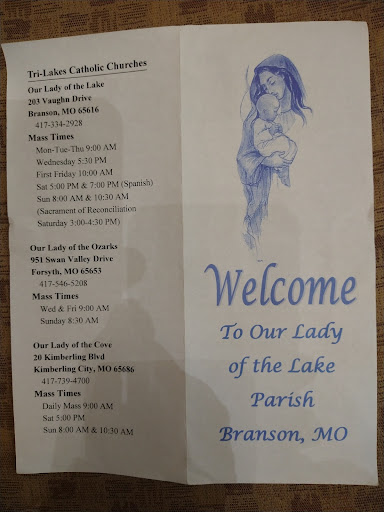 Tri-Lakes Catholic Churches
Our Lady of the Lake
203 Vaughn Drive
Branson, MO 65616
417-334-2928
Mass Times
Mon-Tue-Thu 9:00 AM
Wednesday 5:30 PM
First Friday 10:00 AM
Sat 5:00 PM & 7:00 PM (Spanish)
Sun 8:00 AM & 10:30 AM
(Sacrament of Reconciliation
Saturday 3:00-4:30 PM)
Our Lady of the Ozarks
951 Swan Valley Drive
Forsyth, MO 65653
417-546-5208
Mass Times
Wed & Fri 9:00 AM
Sunday 8:30 AM
Our Lady of the Cove
20 Kimberling Blvd
Kimberling City, MO 65686
417-739-4700
Mass Times
Daily Mass 9:00 AM
Sat 5:00 PM
Sun 8:00 AM & 10:30 AM
Welcome
To Our Lady
of the Lake
Parish
Branson, MO